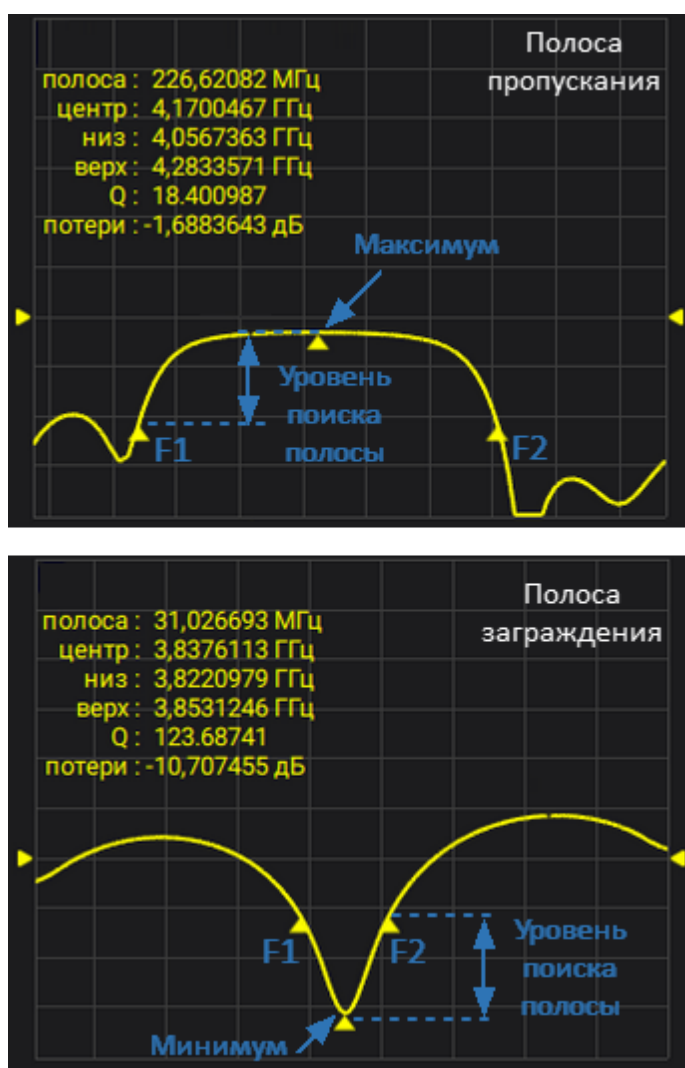 Полоса
пропускания
полоса : 226,62082 МГц
центр : 4,1700467 ГГц
низ : 4,0567363 ГГц
верх : 4,2833571 ГГц
Q : 18.400987
потери : -1,6883643 дБ
Максимум
Уровень
поиска
полосы
F1
F2
Полоса
заграждения
полоса : 31,026693 МГц
центр : 3,8376113 ГГц
низ : 3,8220979 ГГц
верх : 3,8531246 ГГц
Q : 123.68741
потери : -10,707455 дБ
Уровень
поиска
полосы
F1
F2
Минимум